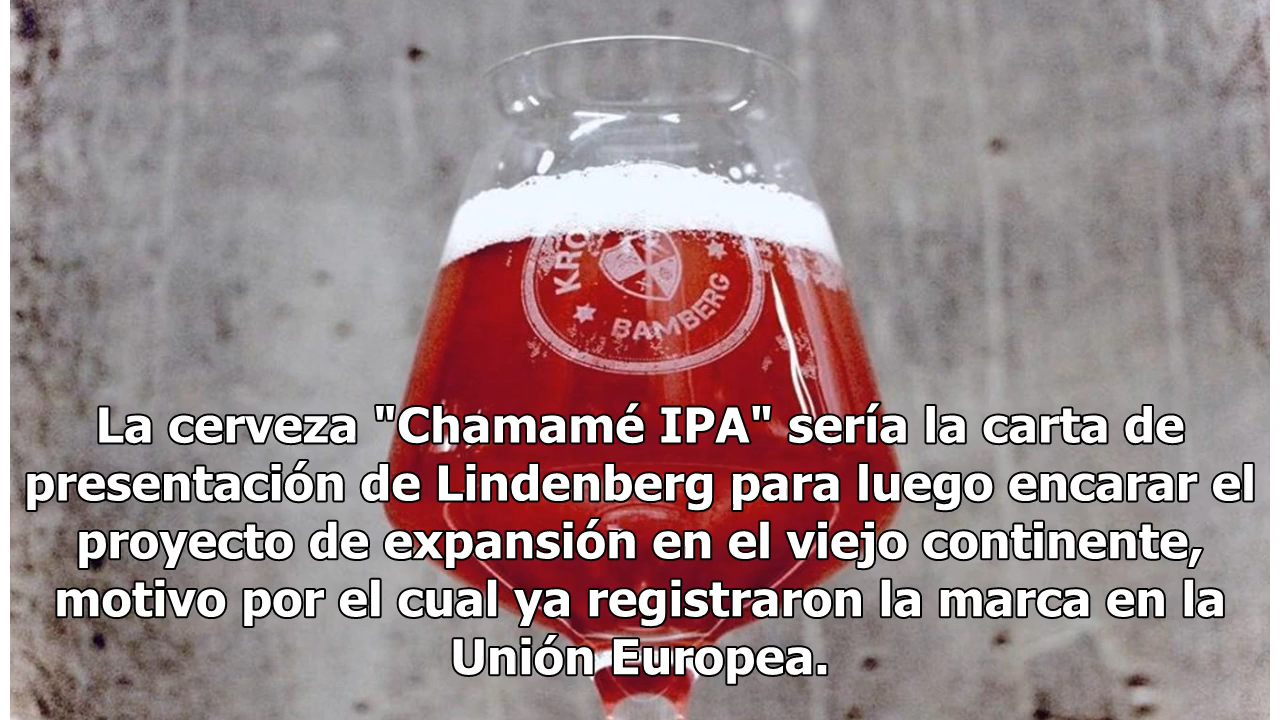 KRO
BAMBERG
La cerveza "Chamamé IPA" sería la carta de
presentación de Lindenberg para luego encarar el
proyecto de expansión en el viejo continente,
motivo por el cual ya registraron la marca en la
Unión Europea.